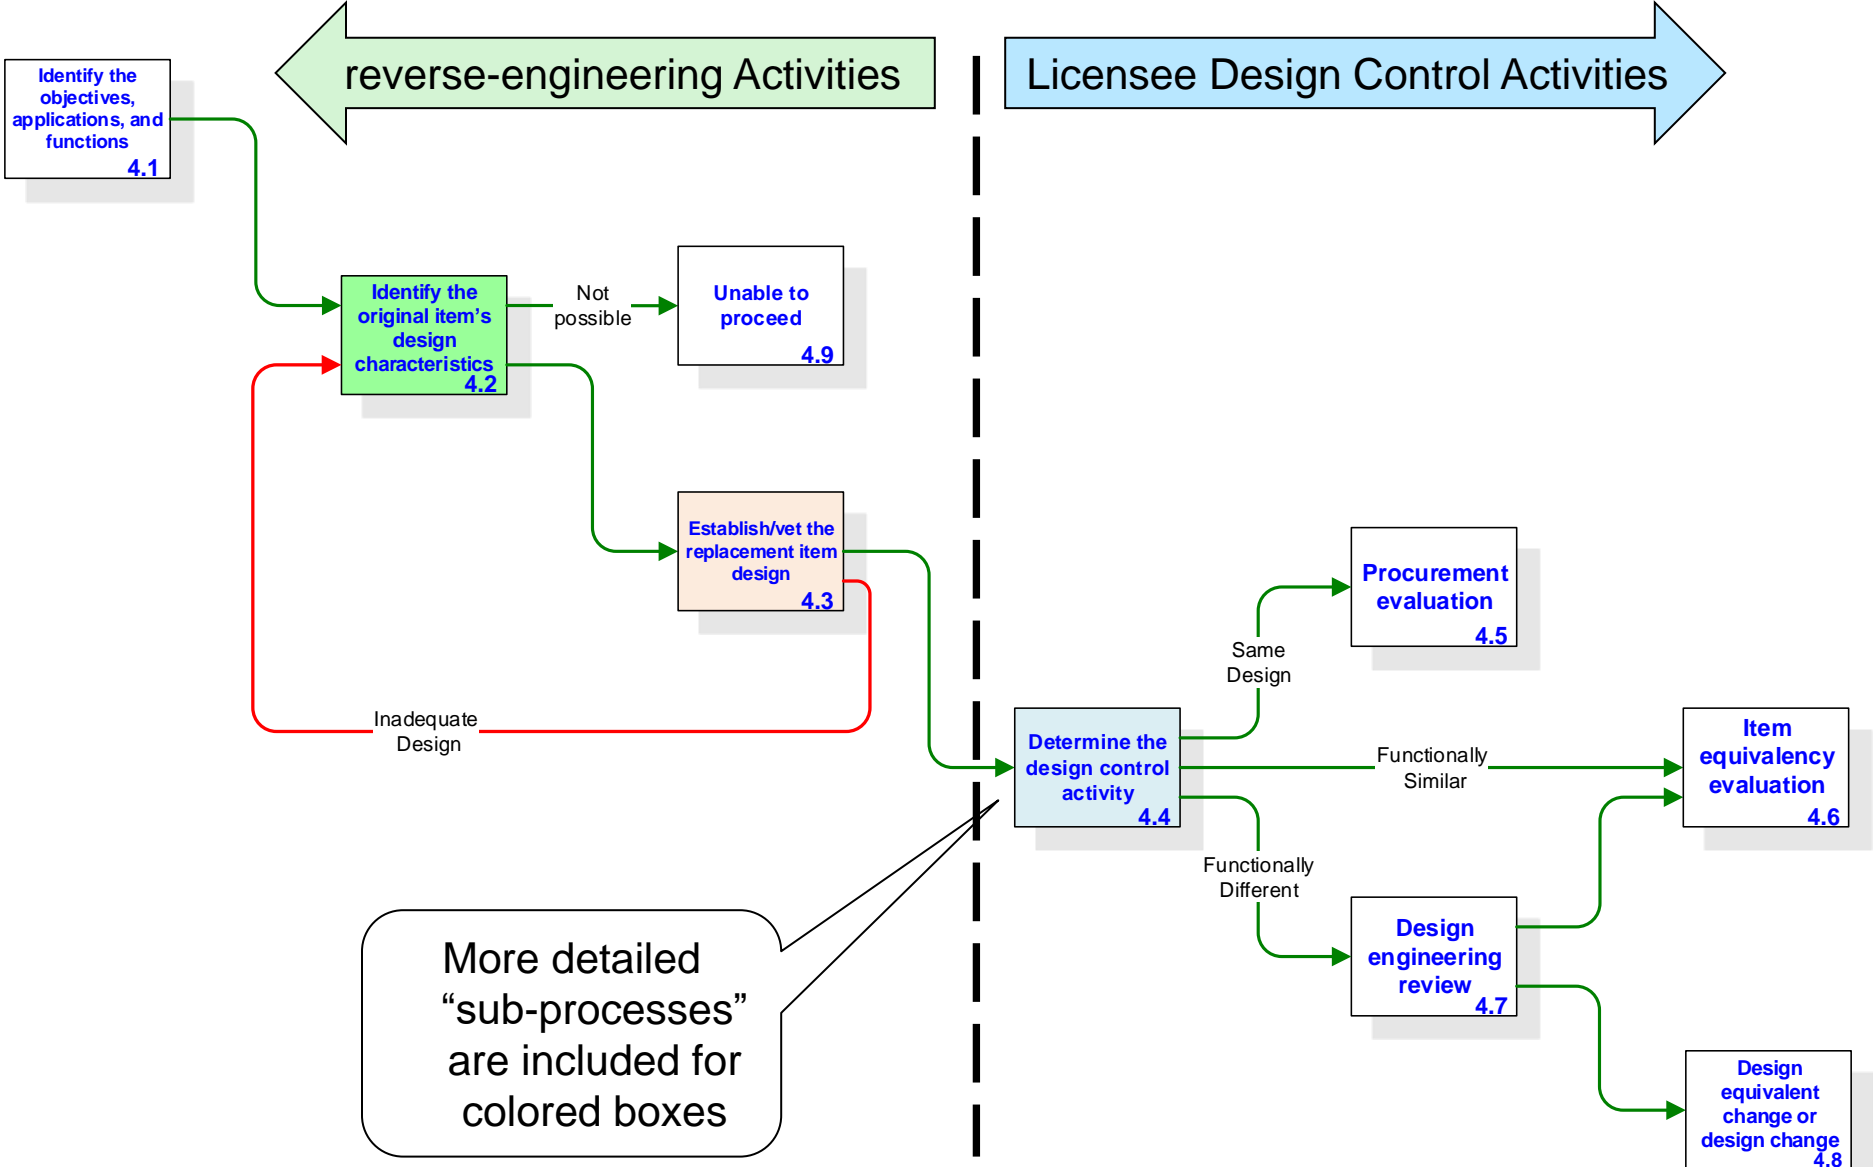 reverse-engineering Activities
Licensee Design Control Activities
Identify the
objectives,
applications, and
functions
4.1
Identify the
original item’s
design
characteristics
4.2
Not
possible
Unable to
proceed
4.9
Establish/vet the
replacement item
design
4.3
Inadequate
Design
Determine the
design control
activity
4.4
Same
Design
Procurement
evaluation
4.5
Functionally
Similar
Item
equivalency
evaluation
4.6
Functionally
Different
Design
engineering
review
4.7
Design
equivalent
change or
design change
4.8
More detailed
“sub-processes”
are included for
colored boxes